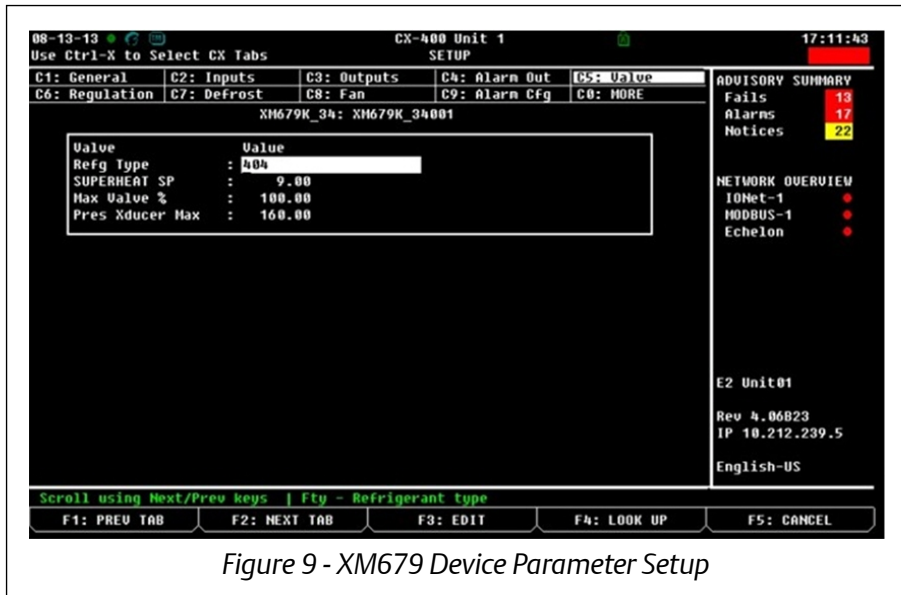 08-13-13 CX-400 Unit 1 17:11:43
Use Ctrl-X to Select CX Tabs SETUP
C1: General C2: Inputs C3: Outputs C4: Alarm Out C5: Valve
C6: Regulation C7: Defrost C8: Fan C9: Alarm Cfg C0: MORE
XM679K_34: XM679K_34001
Valve Value
Refg Type : 404
SUPERHEAT SP : 9.00
Max Valve % : 100.00
Pres Xducer Max : 160.00
ADVISORY SUMMARY
Fails 13
Alarms 17
Notices 22
NETWORK OVERVIEW
IONet-1
MODBUS-1
Echelon
E2 Unit01
Rev 4.06B23
IP 10.212.239.5
English-US
Scroll using Next/Prev keys | Fty - Refrigerant type
F1: PREV TAB F2: NEXT TAB F3: EDIT F4: LOOK UP F5: CANCEL
Figure 9 - XM679 Device Parameter Setup